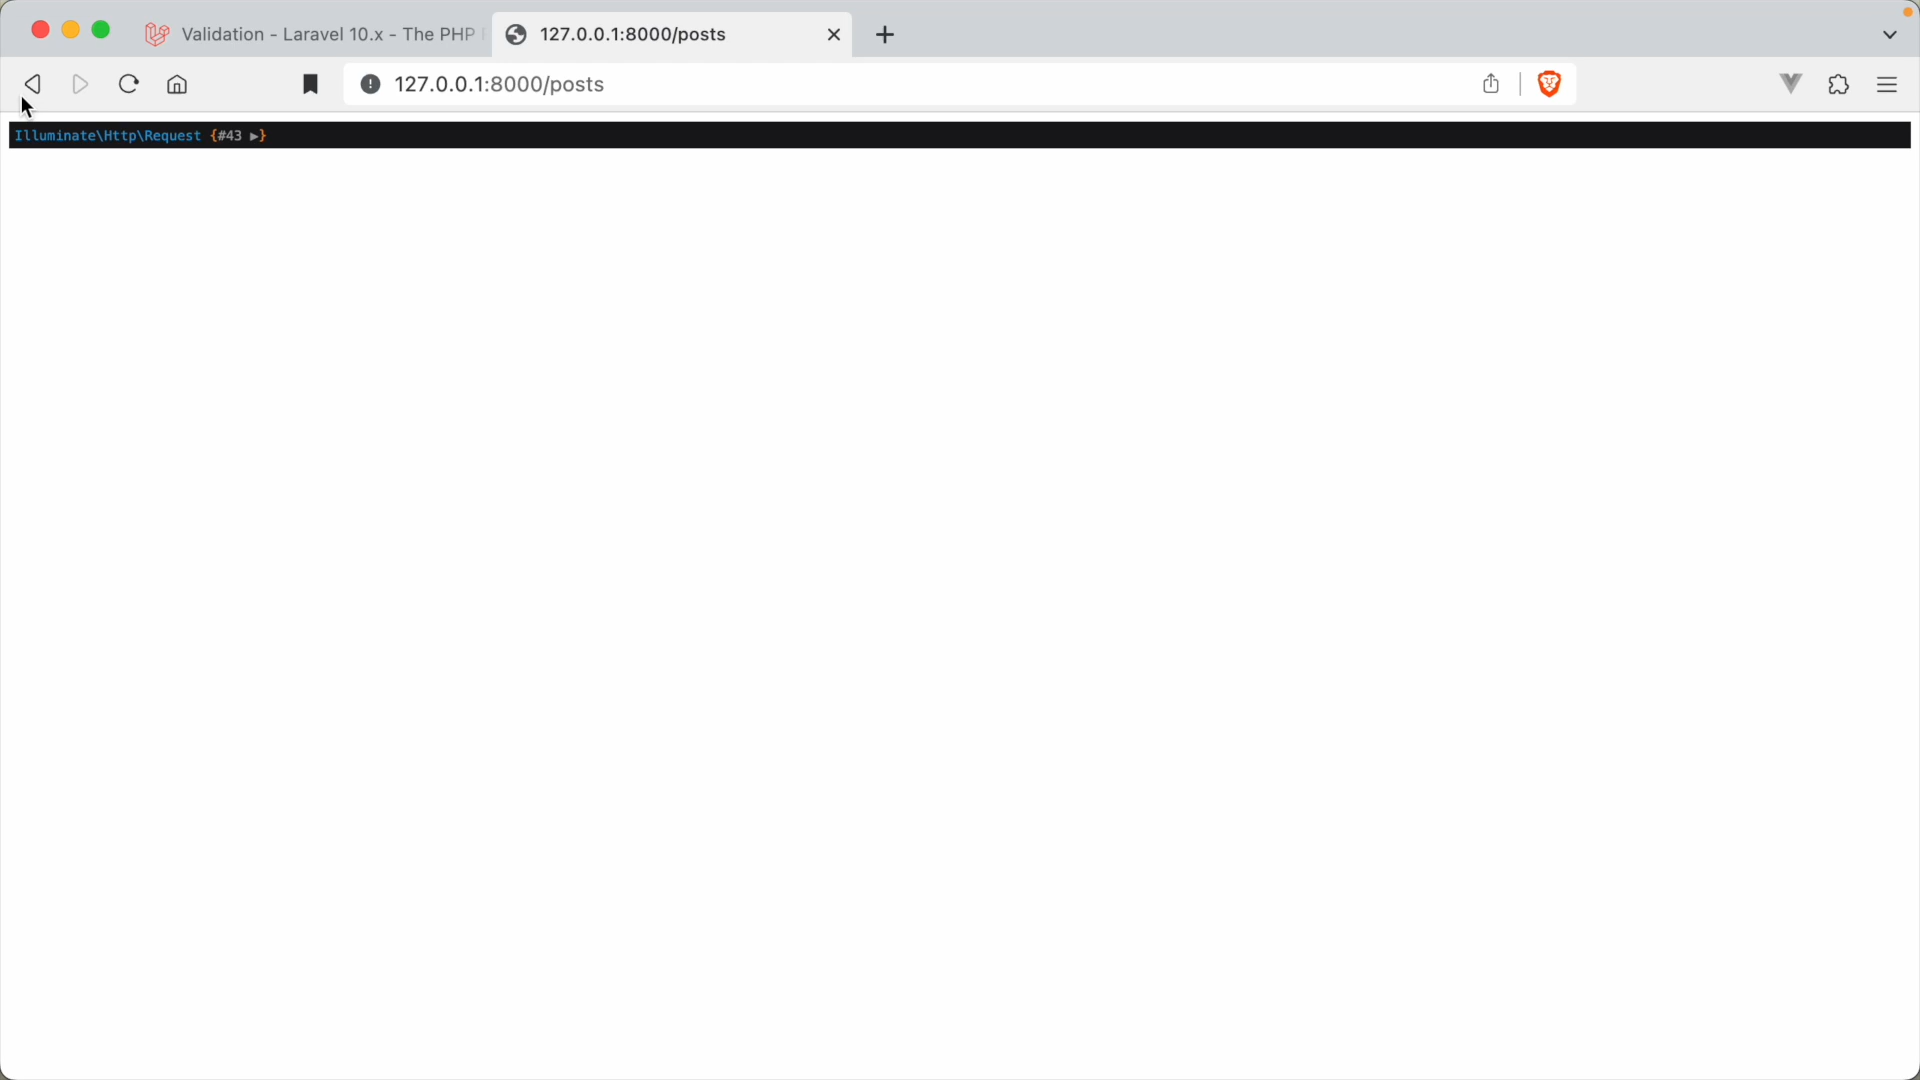 Validation - Laravel 10.x - The PHP
127.0.0.1:8000/posts
127.0.0.1:8000/posts
Illuminate\Http\Request {#43 ▶}